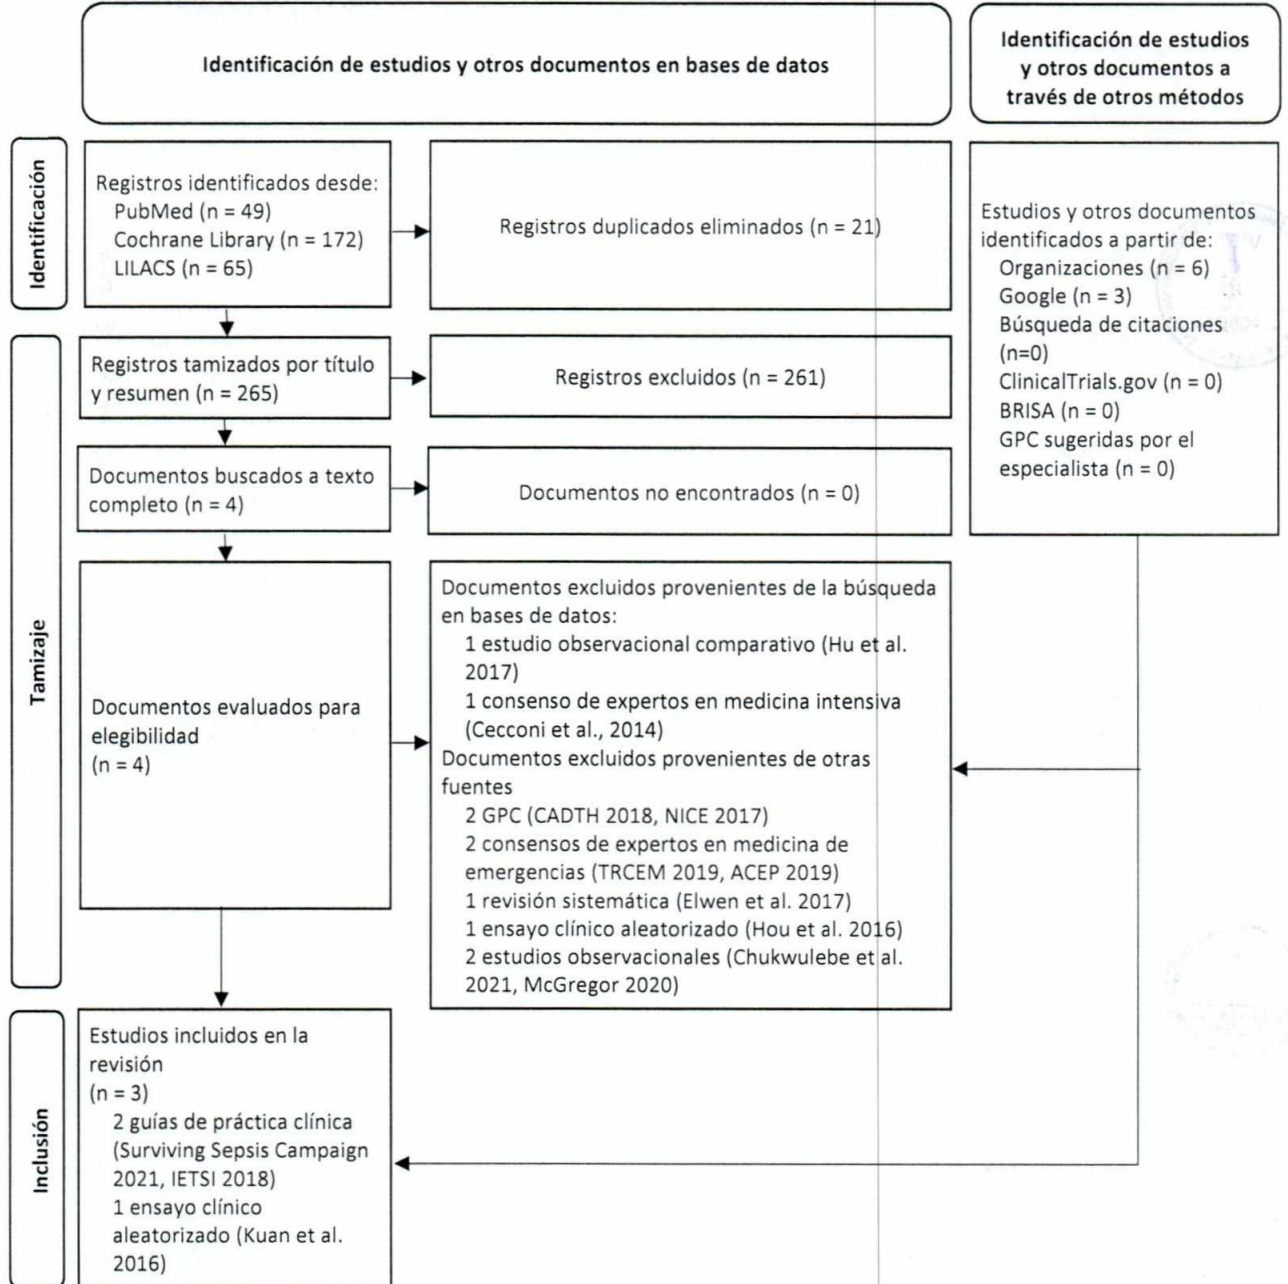 Identificación de estudios y otros documentos en bases de datos
Identificación de estudios
y otros documentos a
través de otros métodos
Identificación
Registros identificados desde:
PubMed (n = 49)
Cochrane Library (n = 172)
LILACS (n = 65)
Registros duplicados eliminados (n = 21)
Estudios y otros documentos
identificados a partir de:
Organizaciones (n = 6)
Google (n = 3)
Búsqueda de citaciones
(n=0)
ClinicalTrials.gov (n = 0)
BRISA (n = 0)
GPC sugeridas por el
especialista (n = 0)
Tamizaje
Registros tamizados por título
y resumen (n = 265)
Registros excluidos (n = 261)
Documentos buscados a texto
completo (n = 4)
Documentos no encontrados (n = 0)
Documentos evaluados para
elegibilidad
(n = 4)
Documentos excluidos provenientes de la búsqueda
en bases de datos:
1 estudio observacional comparativo (Hu et al.
2017)
1 consenso de expertos en medicina intensiva
(Cecconi et al., 2014)
Documentos excluidos provenientes de otras
fuentes
2 GPC (CADTH 2018, NICE 2017)
2 consensos de expertos en medicina de
emergencias (TRCEM 2019, ACEP 2019)
1 revisión sistemática (Elwen et al. 2017)
1 ensayo clínico aleatorizado (Hou et al. 2016)
2 estudios observacionales (Chukwulebe et al.
2021, McGregor 2020)
Inclusión
Estudios incluidos en la
revisión
(n = 3)
2 guías de práctica clínica
(Surviving Sepsis Campaign
2021, IETSI 2018)
1 ensayo clínico
aleatorizado (Kuan et al.
2016)